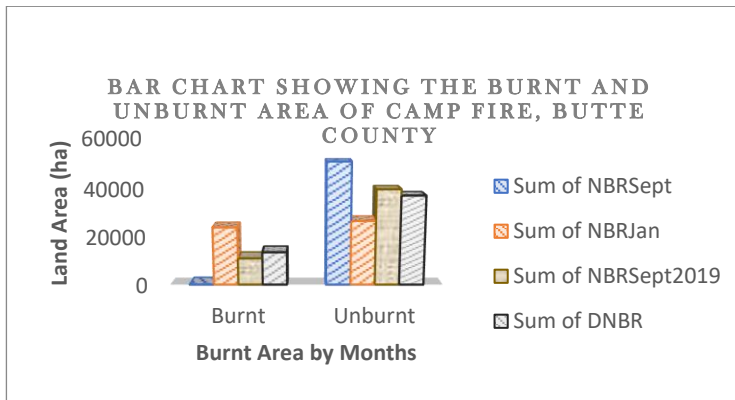 BAR CHART SHOWING THE BURNT AND
UNBURNT AREA OF CAMP FIRE, BUTTE
COUNTY
60000
40000
20000
0
Land Area (ha)
Burnt
Unburnt
Burnt Area by Months
Sum of NBRSept
Sum of NBRJan
Sum of NBRSept2019
Sum of DNBR